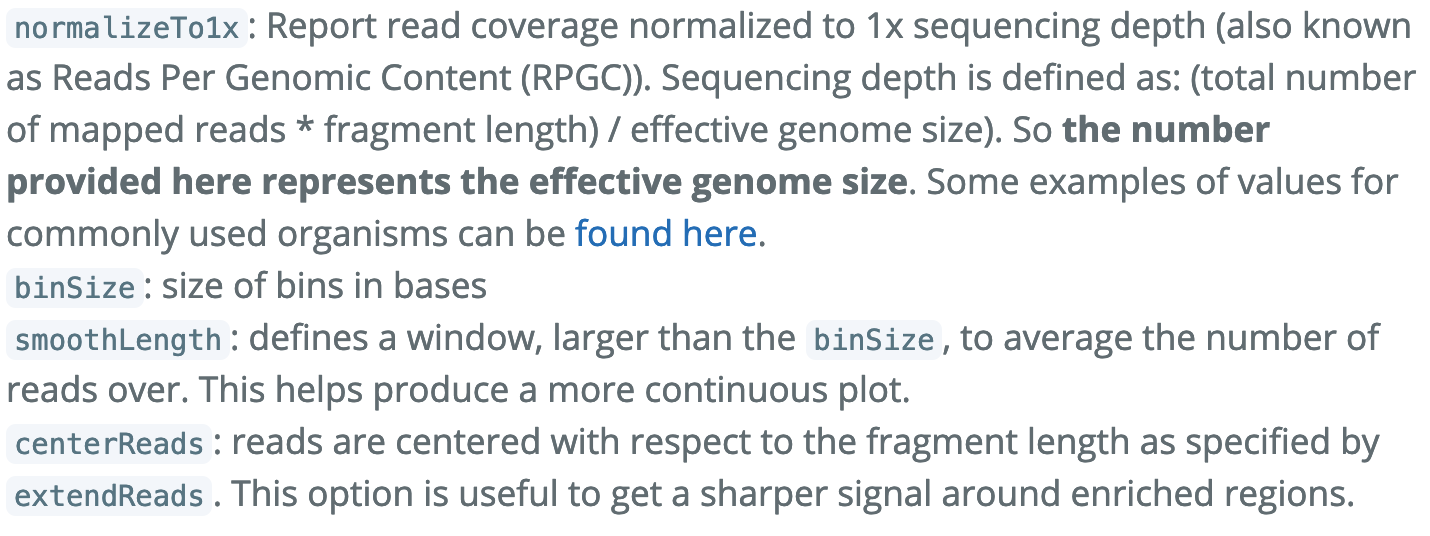 normalizeTo1x: Report read coverage normalized to 1x sequencing depth (also known
as Reads Per Genomic Content (RPGC)). Sequencing depth is defined as: (total number
of mapped reads * fragment length) / effective genome size). So the number
provided here represents the effective genome size. Some examples of values for
commonly used organisms can be found here.
binSize: size of bins in bases
smoothLength: defines a window, larger than the binSize, to average the number of
reads over. This helps produce a more continuous plot.
centerReads: reads are centered with respect to the fragment length as specified by
extendReads. This option is useful to get a sharper signal around enriched regions.